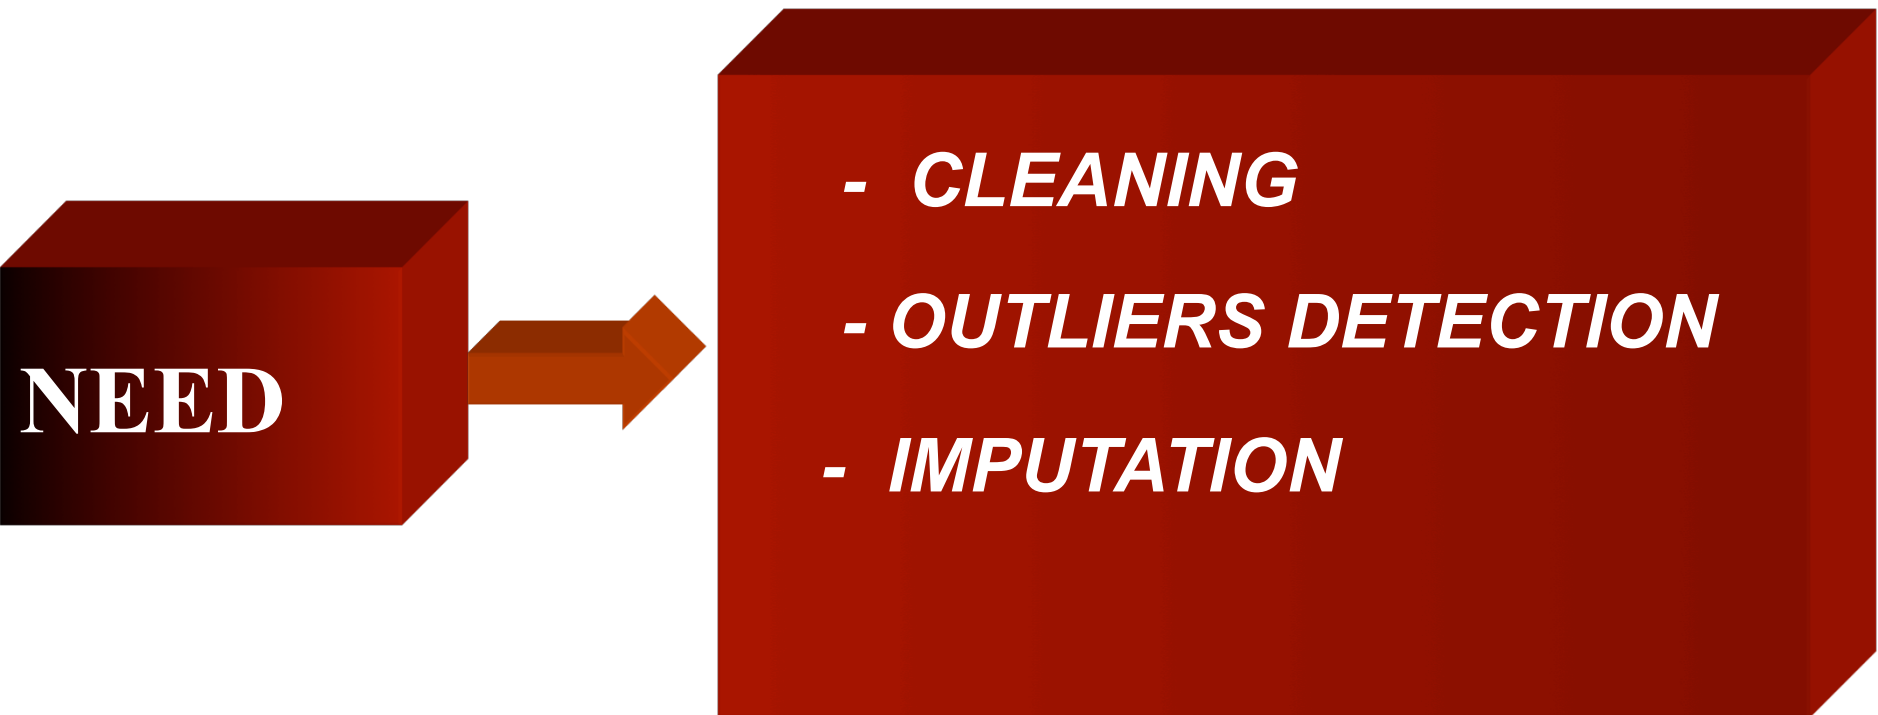 NEED
- CLEANING
- OUTLIERS DETECTION
- IMPUTATION